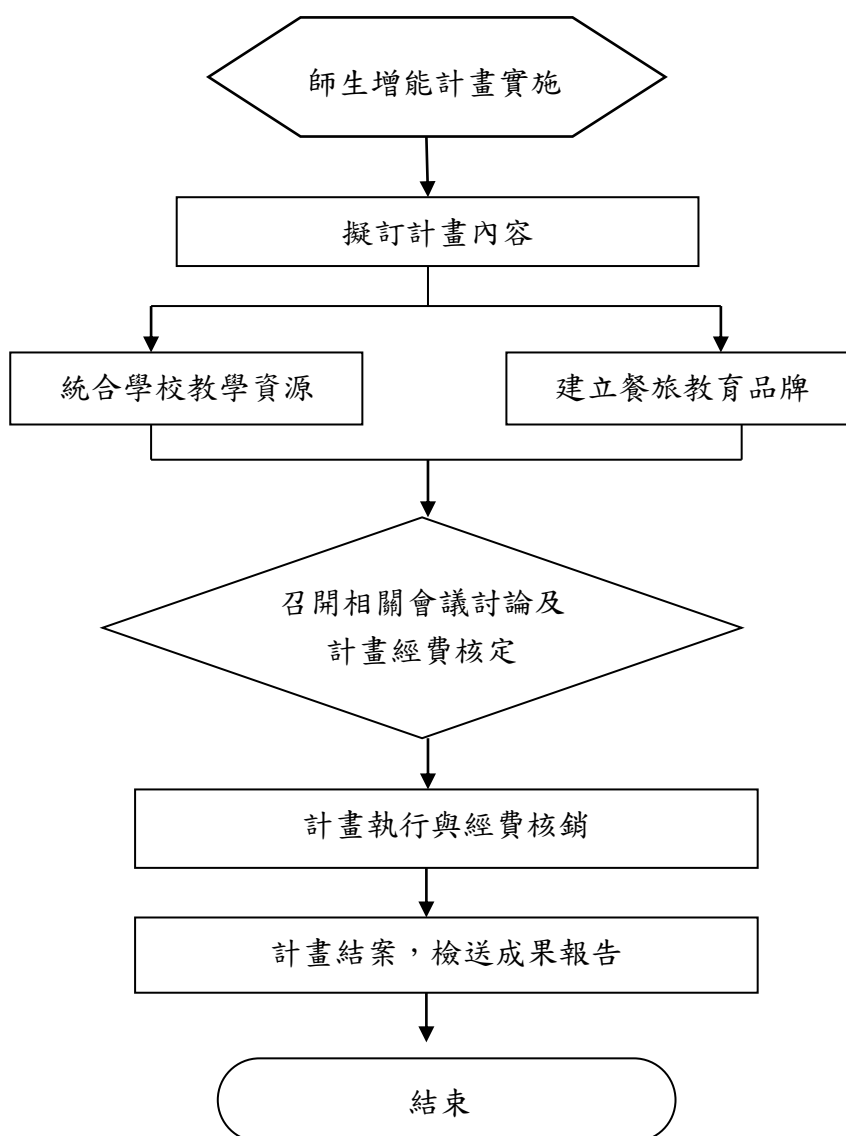 師生增能計畫實施
擬訂計畫內容
統合學校教學資源
建立餐旅教育品牌
召開相關會議討論及
計畫經費核定
計畫執行與經費核銷
計畫結案，檢送成果報告
結束